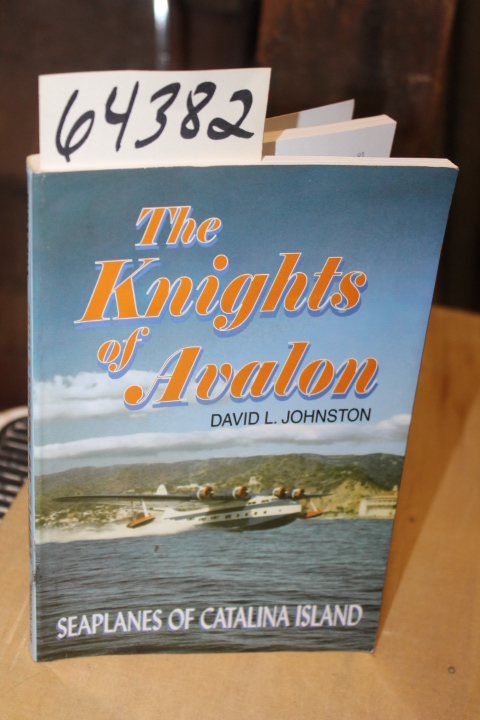 64382
The
Knights
of
Avalon
DAVID L. JOHNSTON
SEAPLANES OF CATALINA ISLAND